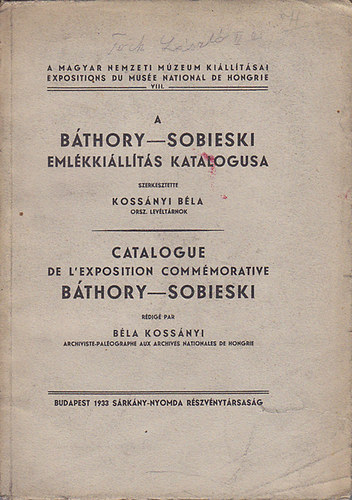 A MAGYAR NEMZETI MÚZEUM KIÁLLÍTÁSAI
EXPOSITIONS DU MUSÉE NATIONAL DE HONGRIE
VIII.
A
BÁTHORY—SOBIESKI
EMLÉKKIÁLLÍTÁS KATALOGUSA
SZERKESZTETTE
KOSSÁNYI BÉLA
ORSZ. LEVÉLTÁRNOK
CATALOGUE
DE L'EXPOSITION COMMÉMORATIVE
BÁTHORY—SOBIESKI
RÉDIGÉ PAR
BÉLA KOSSÁNYI
ARCHIVISTE-PALÉOGRAPHE AUX ARCHIVES NATIONALES DE HONGRIE
BUDAPEST 1933 SÁRKÁNY-NYOMDA RÉSZVÉNYTÁRSASÁG